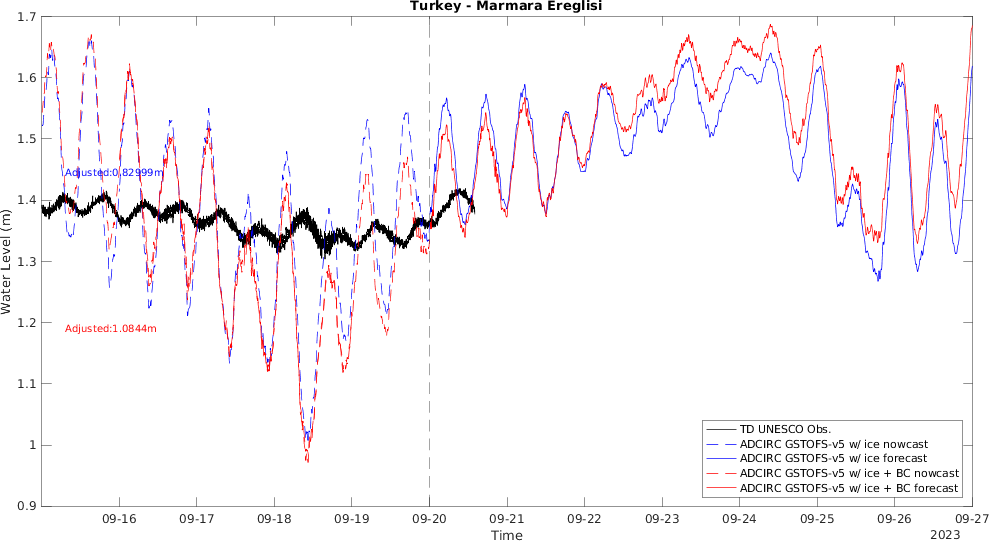 Turkey - Marmara Ereglisi
1.7
1.6
1.5
1.4
1.3
1.2
1.1
1
0.9
Water Level (m)
Adjusted:0.82999m
Adjusted:1.0844m
TD UNESCO Obs.
ADCIRC GSTOFS-v5 w/ ice nowcast
ADCIRC GSTOFS-v5 w/ ice forecast
ADCIRC GSTOFS-v5 w/ ice + BC nowcast
ADCIRC GSTOFS-v5 w/ ice + BC forecast
09-16 09-17 09-18 09-19 09-20 09-21 09-22 09-23 09-24 09-25 09-26 09-27
Time
2023